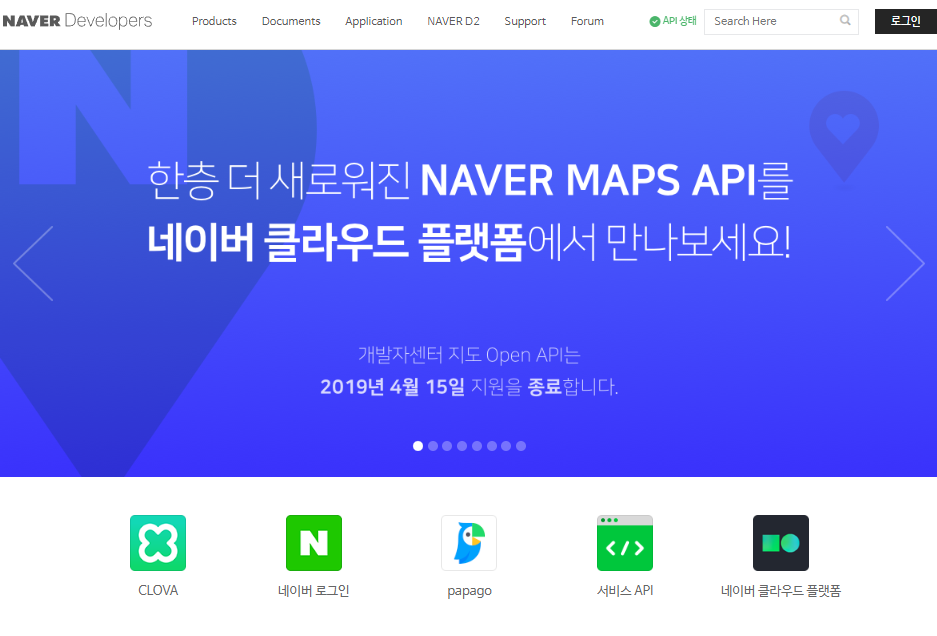 NAVER Developers Products Documents Application NAVER D2 Support Forum API 상태 Search Here 로그인
한층 더 새로워진 NAVER MAPS API를
네이버 클라우드 플랫폼에서 만나보세요!
개발자센터 지도 Open API는
2019년 4월 15일 지원을 종료합니다.
CLOVA 네이버 로그인 papago 서비스 API 네이버 클라우드 플랫폼